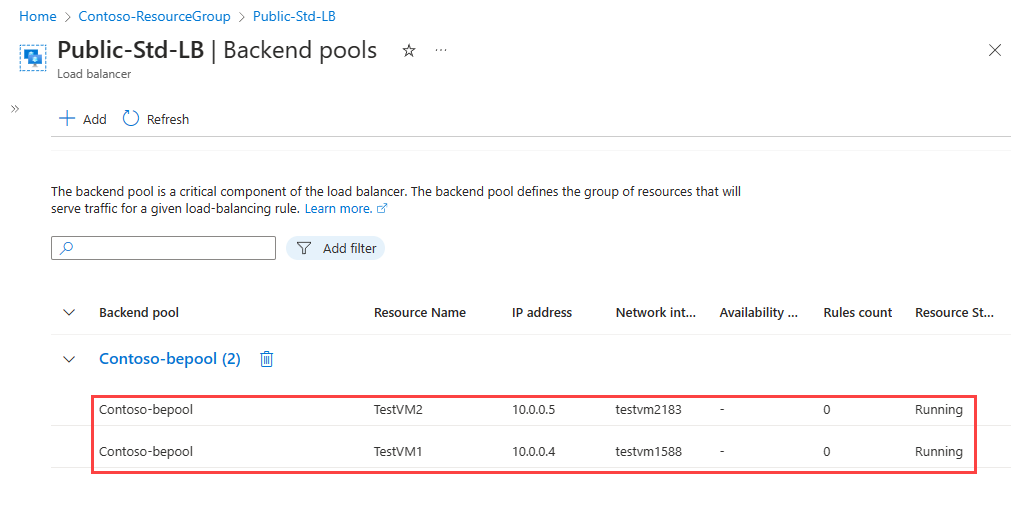 Home > Contoso-ResourceGroup > Public-Std-LB
Public-Std-LB | Backend pools
Load balancer
Add Refresh
The backend pool is a critical component of the load balancer. The backend pool defines the group of resources that will
serve traffic for a given load-balancing rule. Learn more.
Add filter
Backend pool Resource Name IP address Network int... Availability ... Rules count Resource St...
Contoso-bepool (2)
Contoso-bepool TestVM2 10.0.0.5 testvm2183 - 0 Running
Contoso-bepool TestVM1 10.0.0.4 testvm1588 - 0 Running